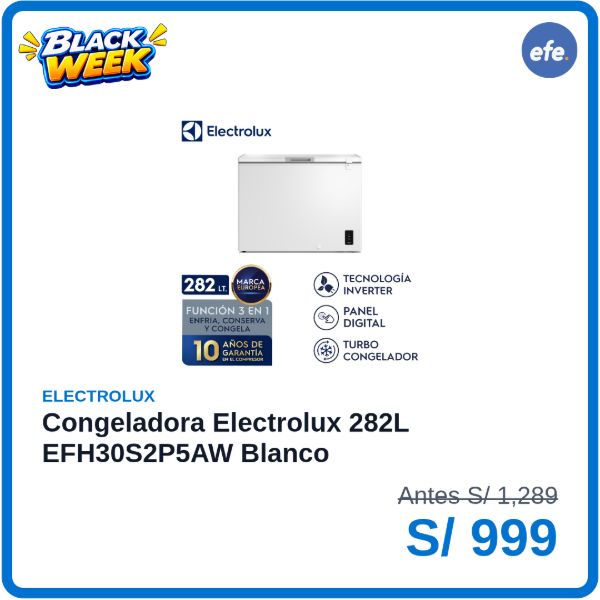 BLACK
WEEK
efe.
Electrolux
282 LT.
MARCA
EUROPEA
FUNCIÓN 3 EN 1
ENFRIA, CONSERVA
Y CONGELA
10 AÑOS DE
GARANTÍA
EN EL COMPRESOR
TECNOLOGÍA
INVERTER
PANEL
DIGITAL
TURBO
CONGELADOR
ELECTROLUX
Congeladora Electrolux 282L
EFH30S2P5AW Blanco
Antes S/ 1,289
S/ 999